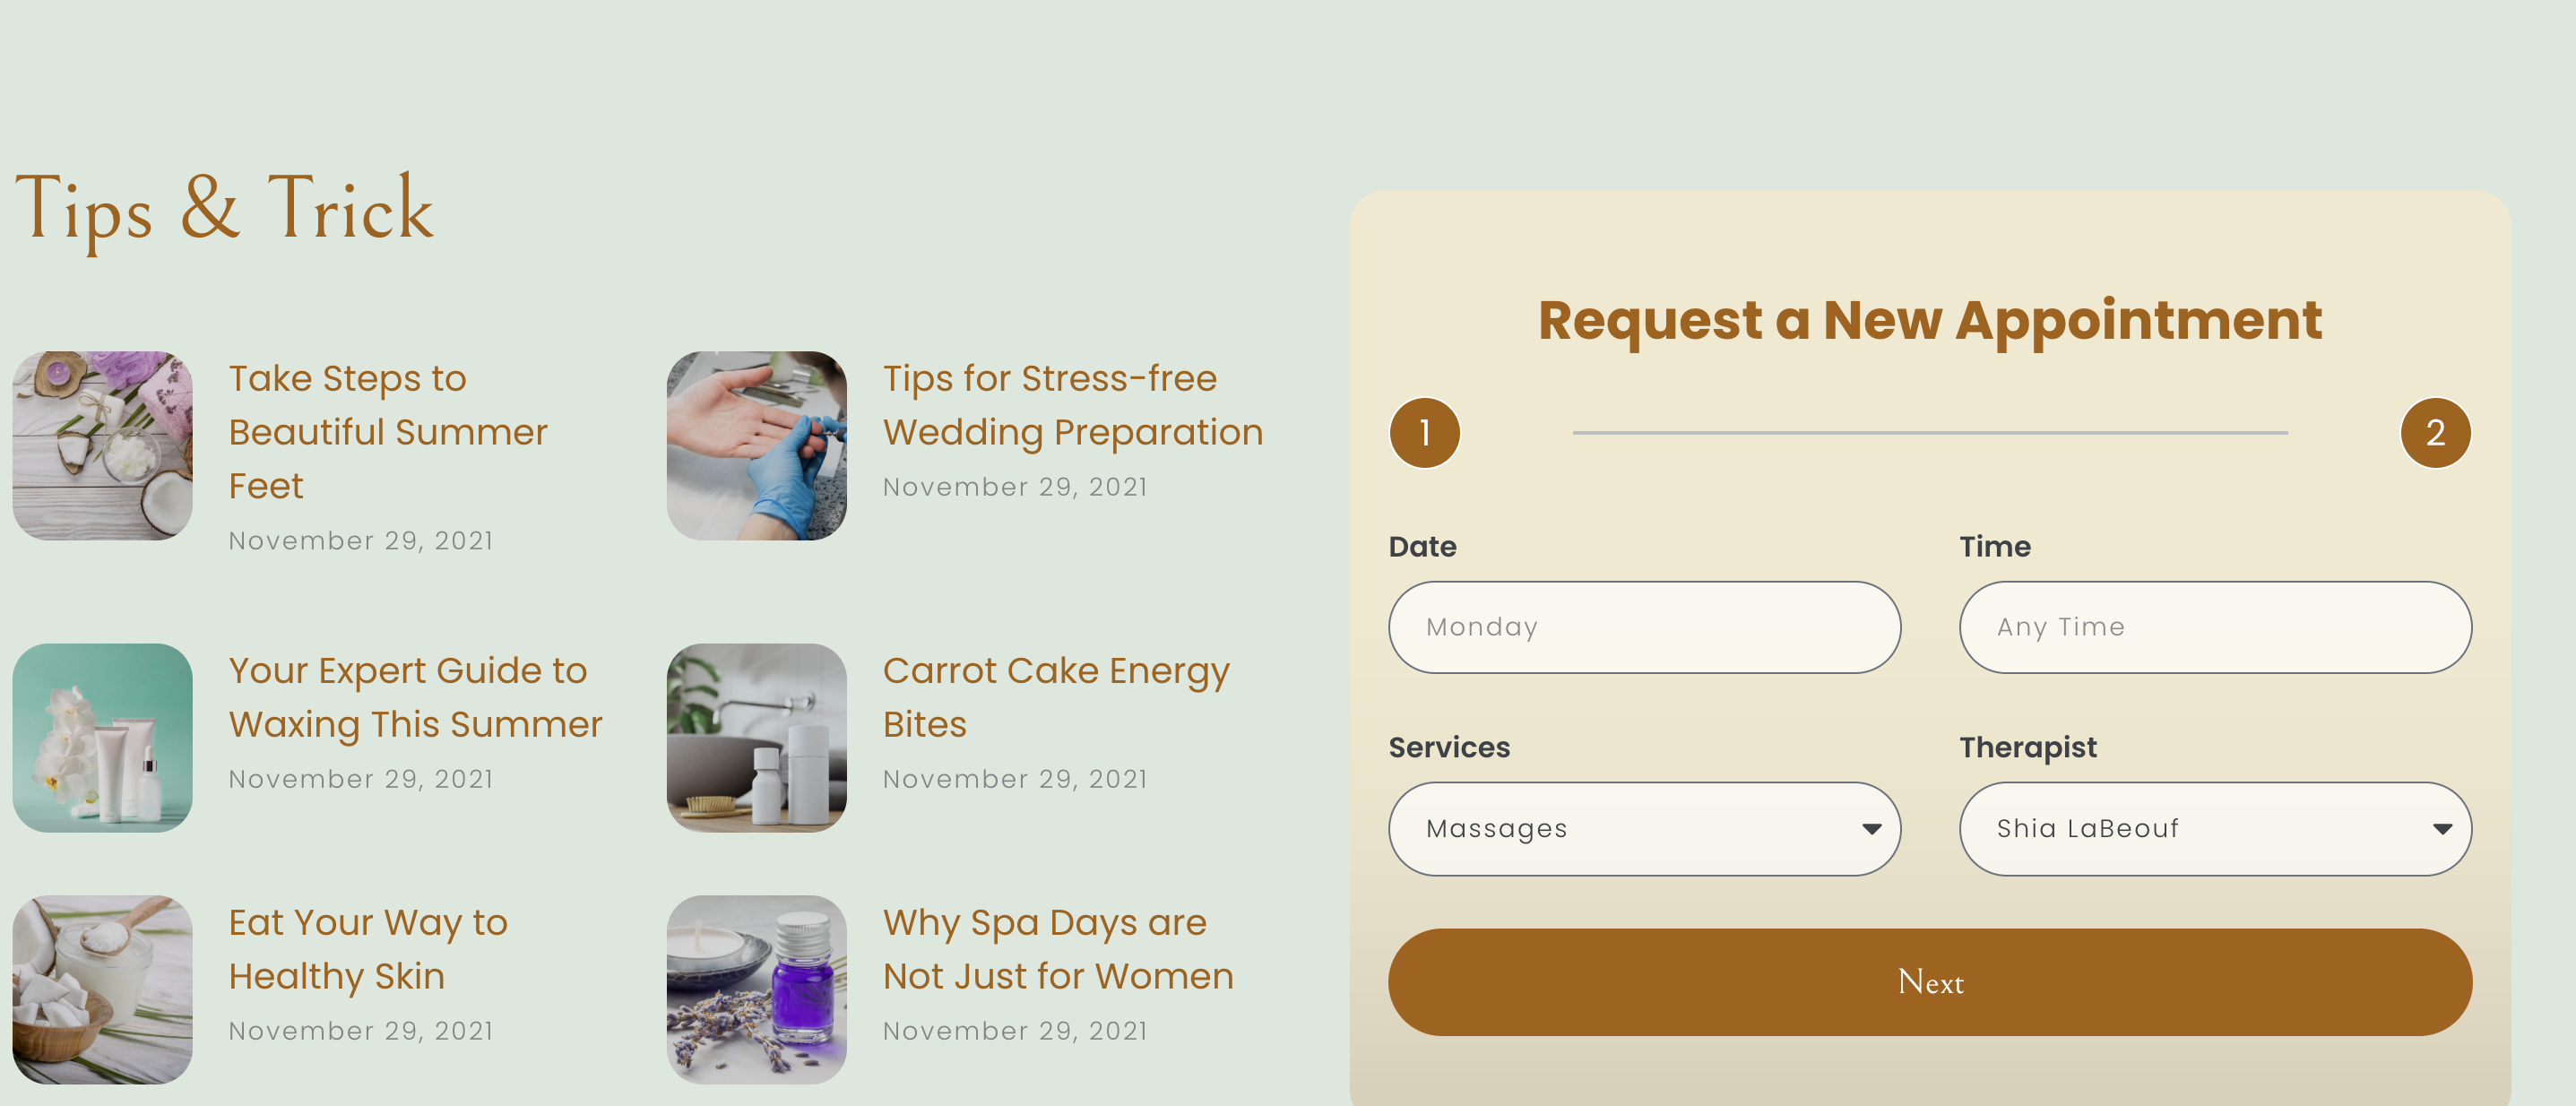 Tips & Trick
Take Steps to
Beautiful Summer
Feet
November 29, 2021
Tips for Stress-free
Wedding Preparation
November 29, 2021
Your Expert Guide to
Waxing This Summer
November 29, 2021
Carrot Cake Energy
Bites
November 29, 2021
Eat Your Way to
Healthy Skin
November 29, 2021
Why Spa Days are
Not Just for Women
November 29, 2021
Request a New Appointment
1
2
Date
Time
Monday
Any Time
Services
Therapist
Massages
Shia LaBeouf
Next